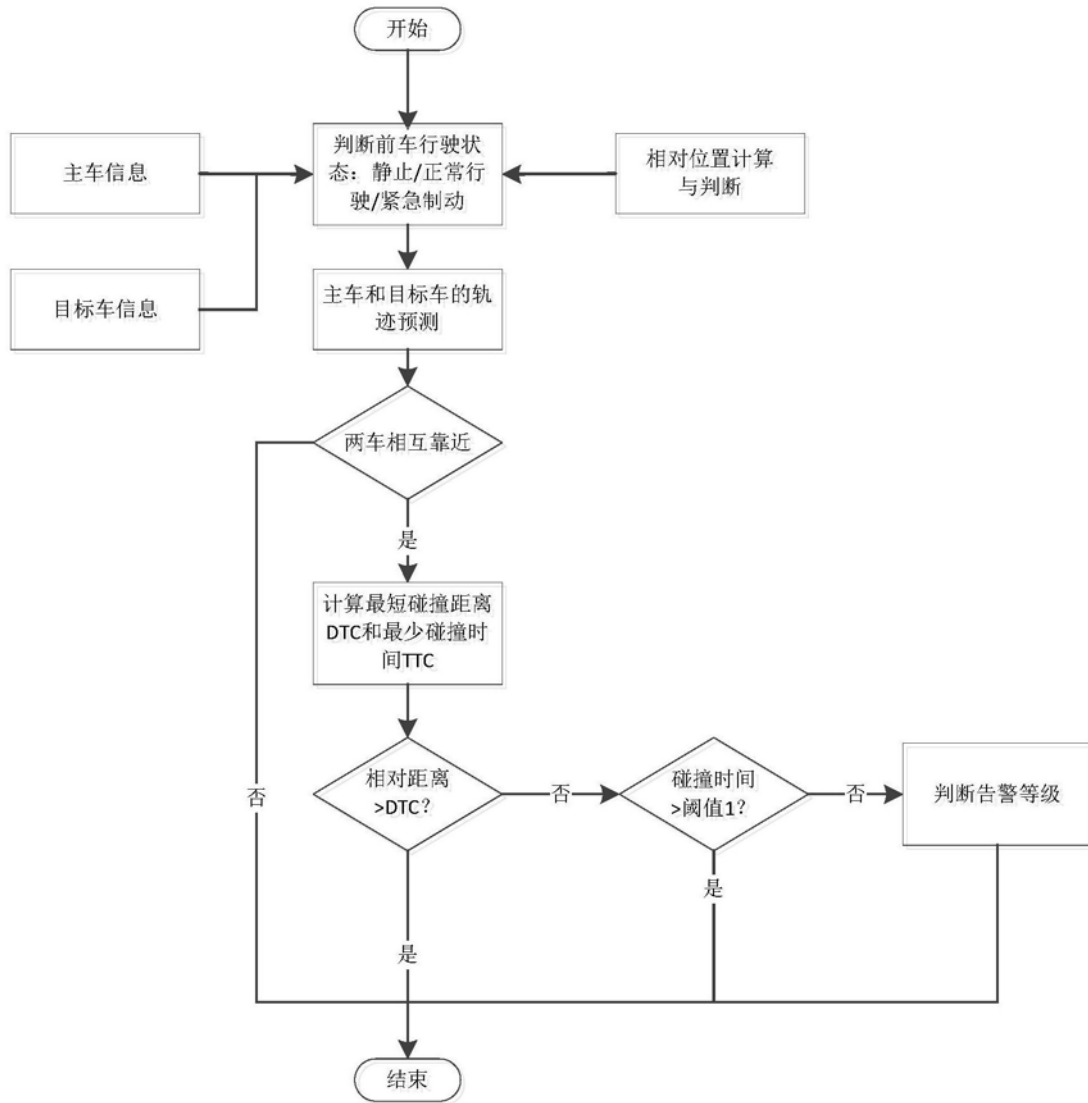 开始
判断前车行驶状
态：静止/正常行
驶/紧急制动
主车信息
相对位置计算
与判断
目标车信息
主车和目标车的轨
迹预测
两车相互靠近
是
计算最短碰撞距离
DTC和最少碰撞时
间TTC
否
相对距离
>DTC？
否
碰撞时间
>阈值1？
否
判断告警等级
是
是
结束